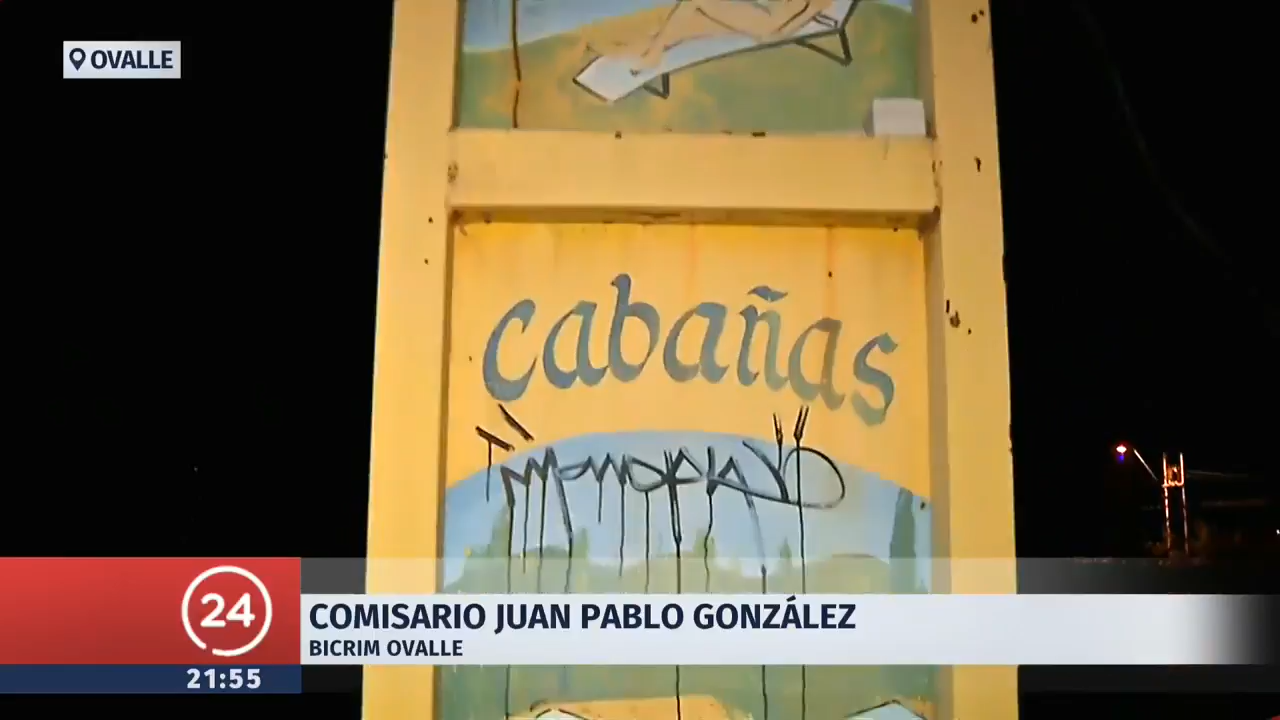 OVALLE
cabañas
24
COMISARIO JUAN PABLO GONZÁLEZ
BICRIM OVALLE
21:55